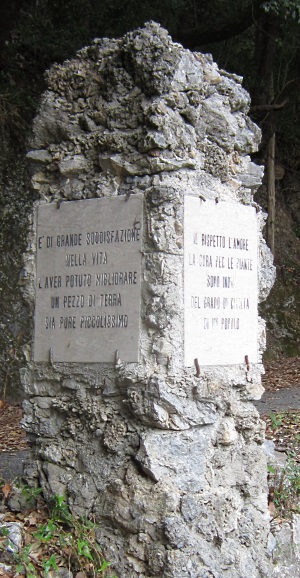 E' DI GRANDE SODDISFAZIONE
NELLA VITA
L'AVER POTUTO MIGLIORARE
UN PEZZO DI TERRA
SIA PURE PICCOLISSIMO
IL RISPETTO L'AMORE
LA CURA PER LE PIANTE
SONO INDICE
DEL GRADO DI CIVILTA
DI UN POPOLO